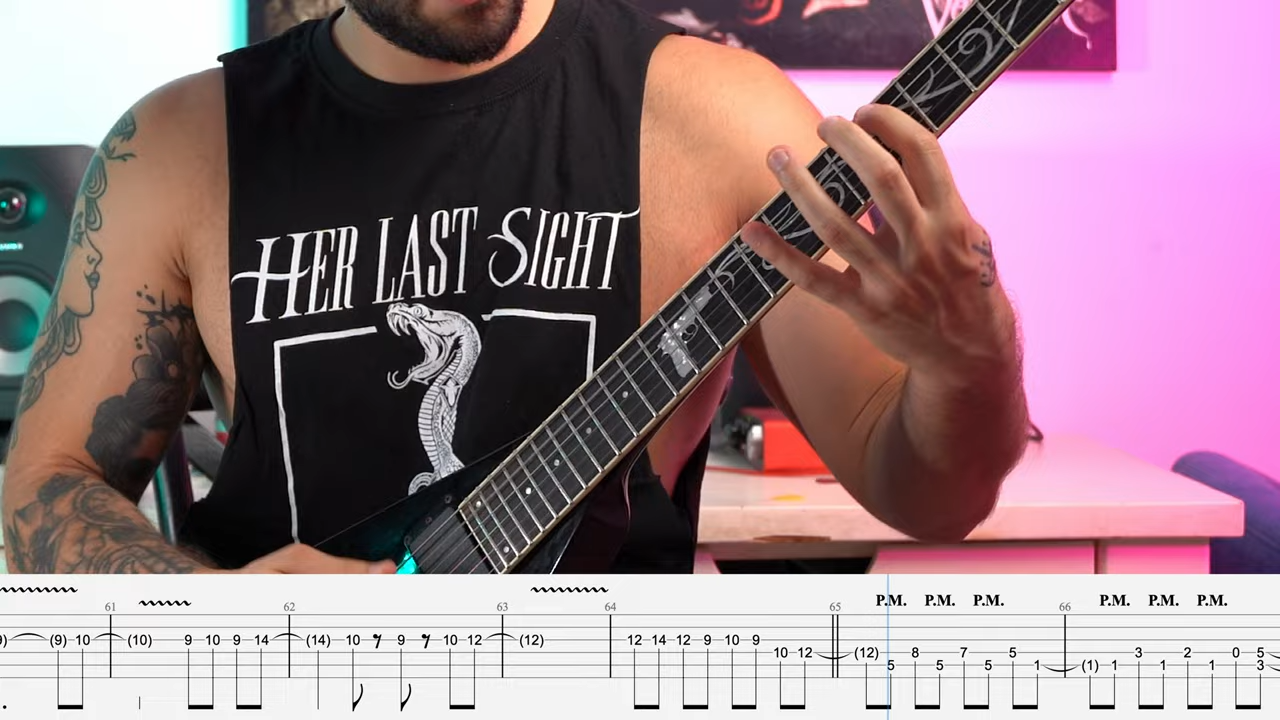 HER LAST SIGHT
61 62 63 64 65 66
P.M. P.M. P.M. P.M. P.M. P.M.
(9) 10 (10) 9 10 9 14 (14) 10 9 10 12 (12) 12 14 12 9 10 9
10 12 (12) 8 7 5 3 2 0 5
5 5 5 1 (1) 1 1 1 3